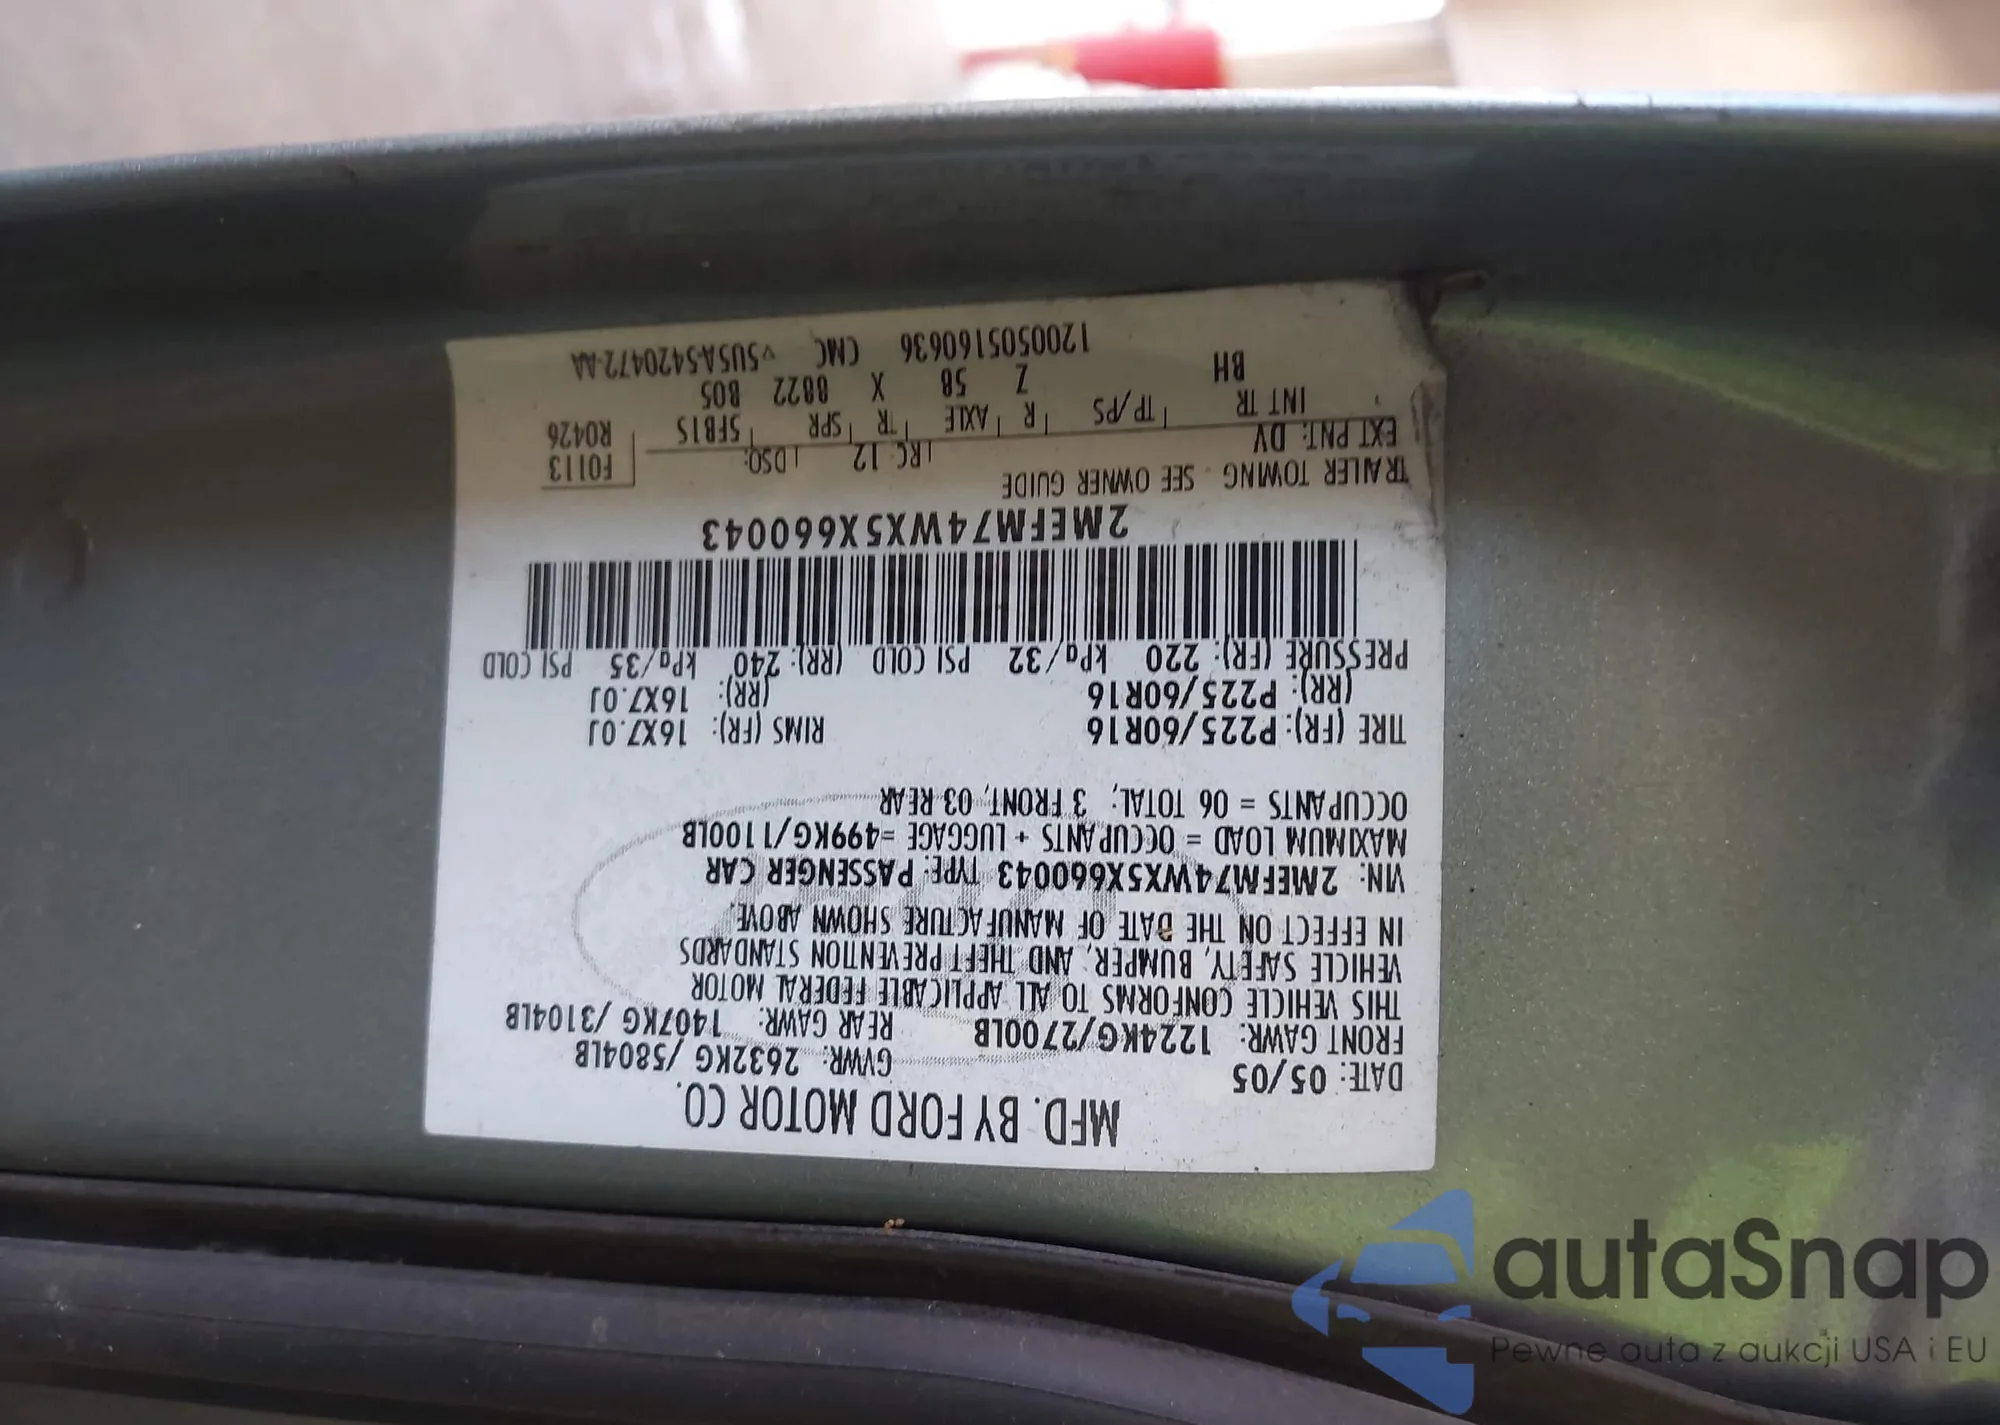 MFD. BY FORD MOTOR CO.
DATE: 05/05 GVWR: 2632KG /5804LB
FRONT GAWR: 1224KG/2700LB REAR GAWR: 1407KG /3104LB
THIS VEHICLE CONFORMS TO ALL APPLICABLE FEDERAL MOTOR
VEHICLE SAFETY, BUMPER, AND THEFT PREVENTION STANDARDS
IN EFFECT ON THE DATE OF MANUFACTURE SHOWN ABOVE.
VIN: 2MEFM74WX5X660043 TYPE: PASSENGER CAR
MAXIMUM LOAD = OCCUPANTS + LUGGAGE =499KG/1100LB
OCCUPANTS = 06 TOTAL; 3 FRONT, 03 REAR
TIRE (FR): P225/60R16 RIMS (FR): 16X7.0J
(RR): P225/60R16 (RR): 16X7.0J
PRESSURE (FR): 220 kPa/32 PSI COLD (RR): 240 kPa/35 PSI COLD
2MEFM74WX5X660043
TRAILER TOWING - SEE OWNER GUIDE
F0113
EXT PNT: DV RC: 12 DSO:
R0426
INT TR TP/PS R AXLE TR SPR 5FB1S
BH Z 58 X 8822 B05
120050516063 6 CMC v5U5A-5420472-AA
autaSnap
Pewne auta z aukcji USA i EU